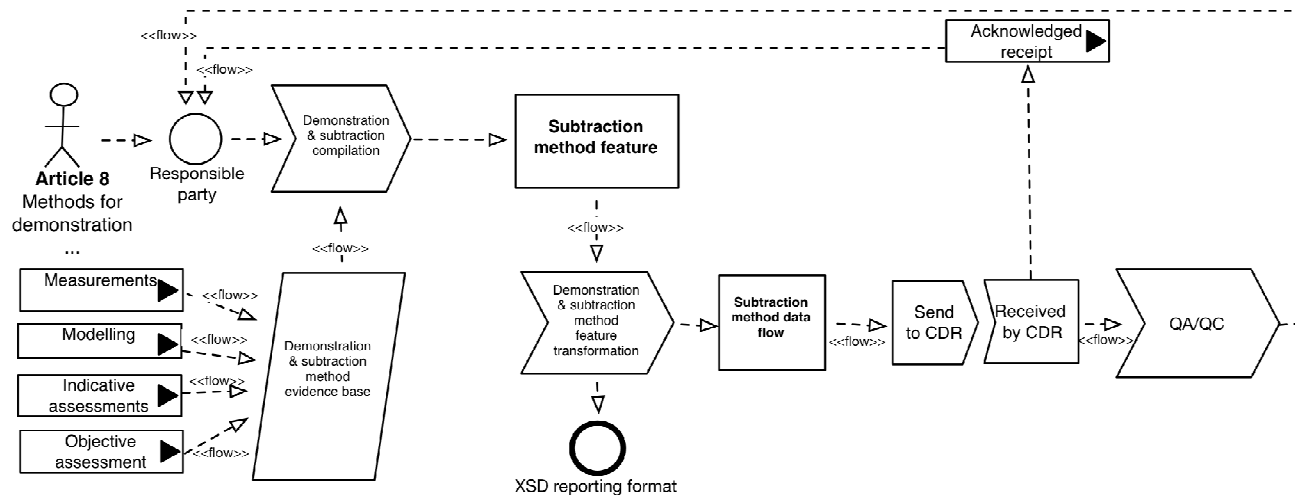 <<flow>>
Acknowledged
receipt
<<flow>>
Demonstration
& subtraction
compilation
Subtraction
method feature
Article 8
Methods for
demonstration
...
Responsible
party
<<flow>>
<<flow>>
Measurements
<<flow>>
Modelling
<<flow>>
Indicative
assessments
<<flow>>
Objective
assessment
<<flow>>
Demonstration
& subtraction
method
evidence base
Demonstration
& subtraction
method
feature
transformation
Subtraction
method data
flow
<<flow>>
Send
to CDR
Received
by CDR
<<flow>>
QA/QC
XSD reporting format